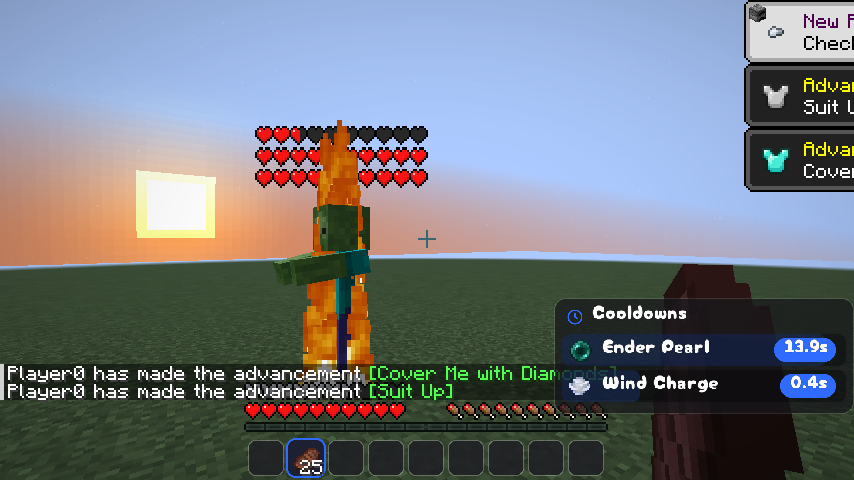 New
Chec
Advan
Suit U
Advan
Cover
Cooldowns
Ender Pearl 13.9s
Wind Charge 0.4s
Player0 has made the advancement [Cover Me with Diamonds]
Player0 has made the advancement [Suit Up]
25